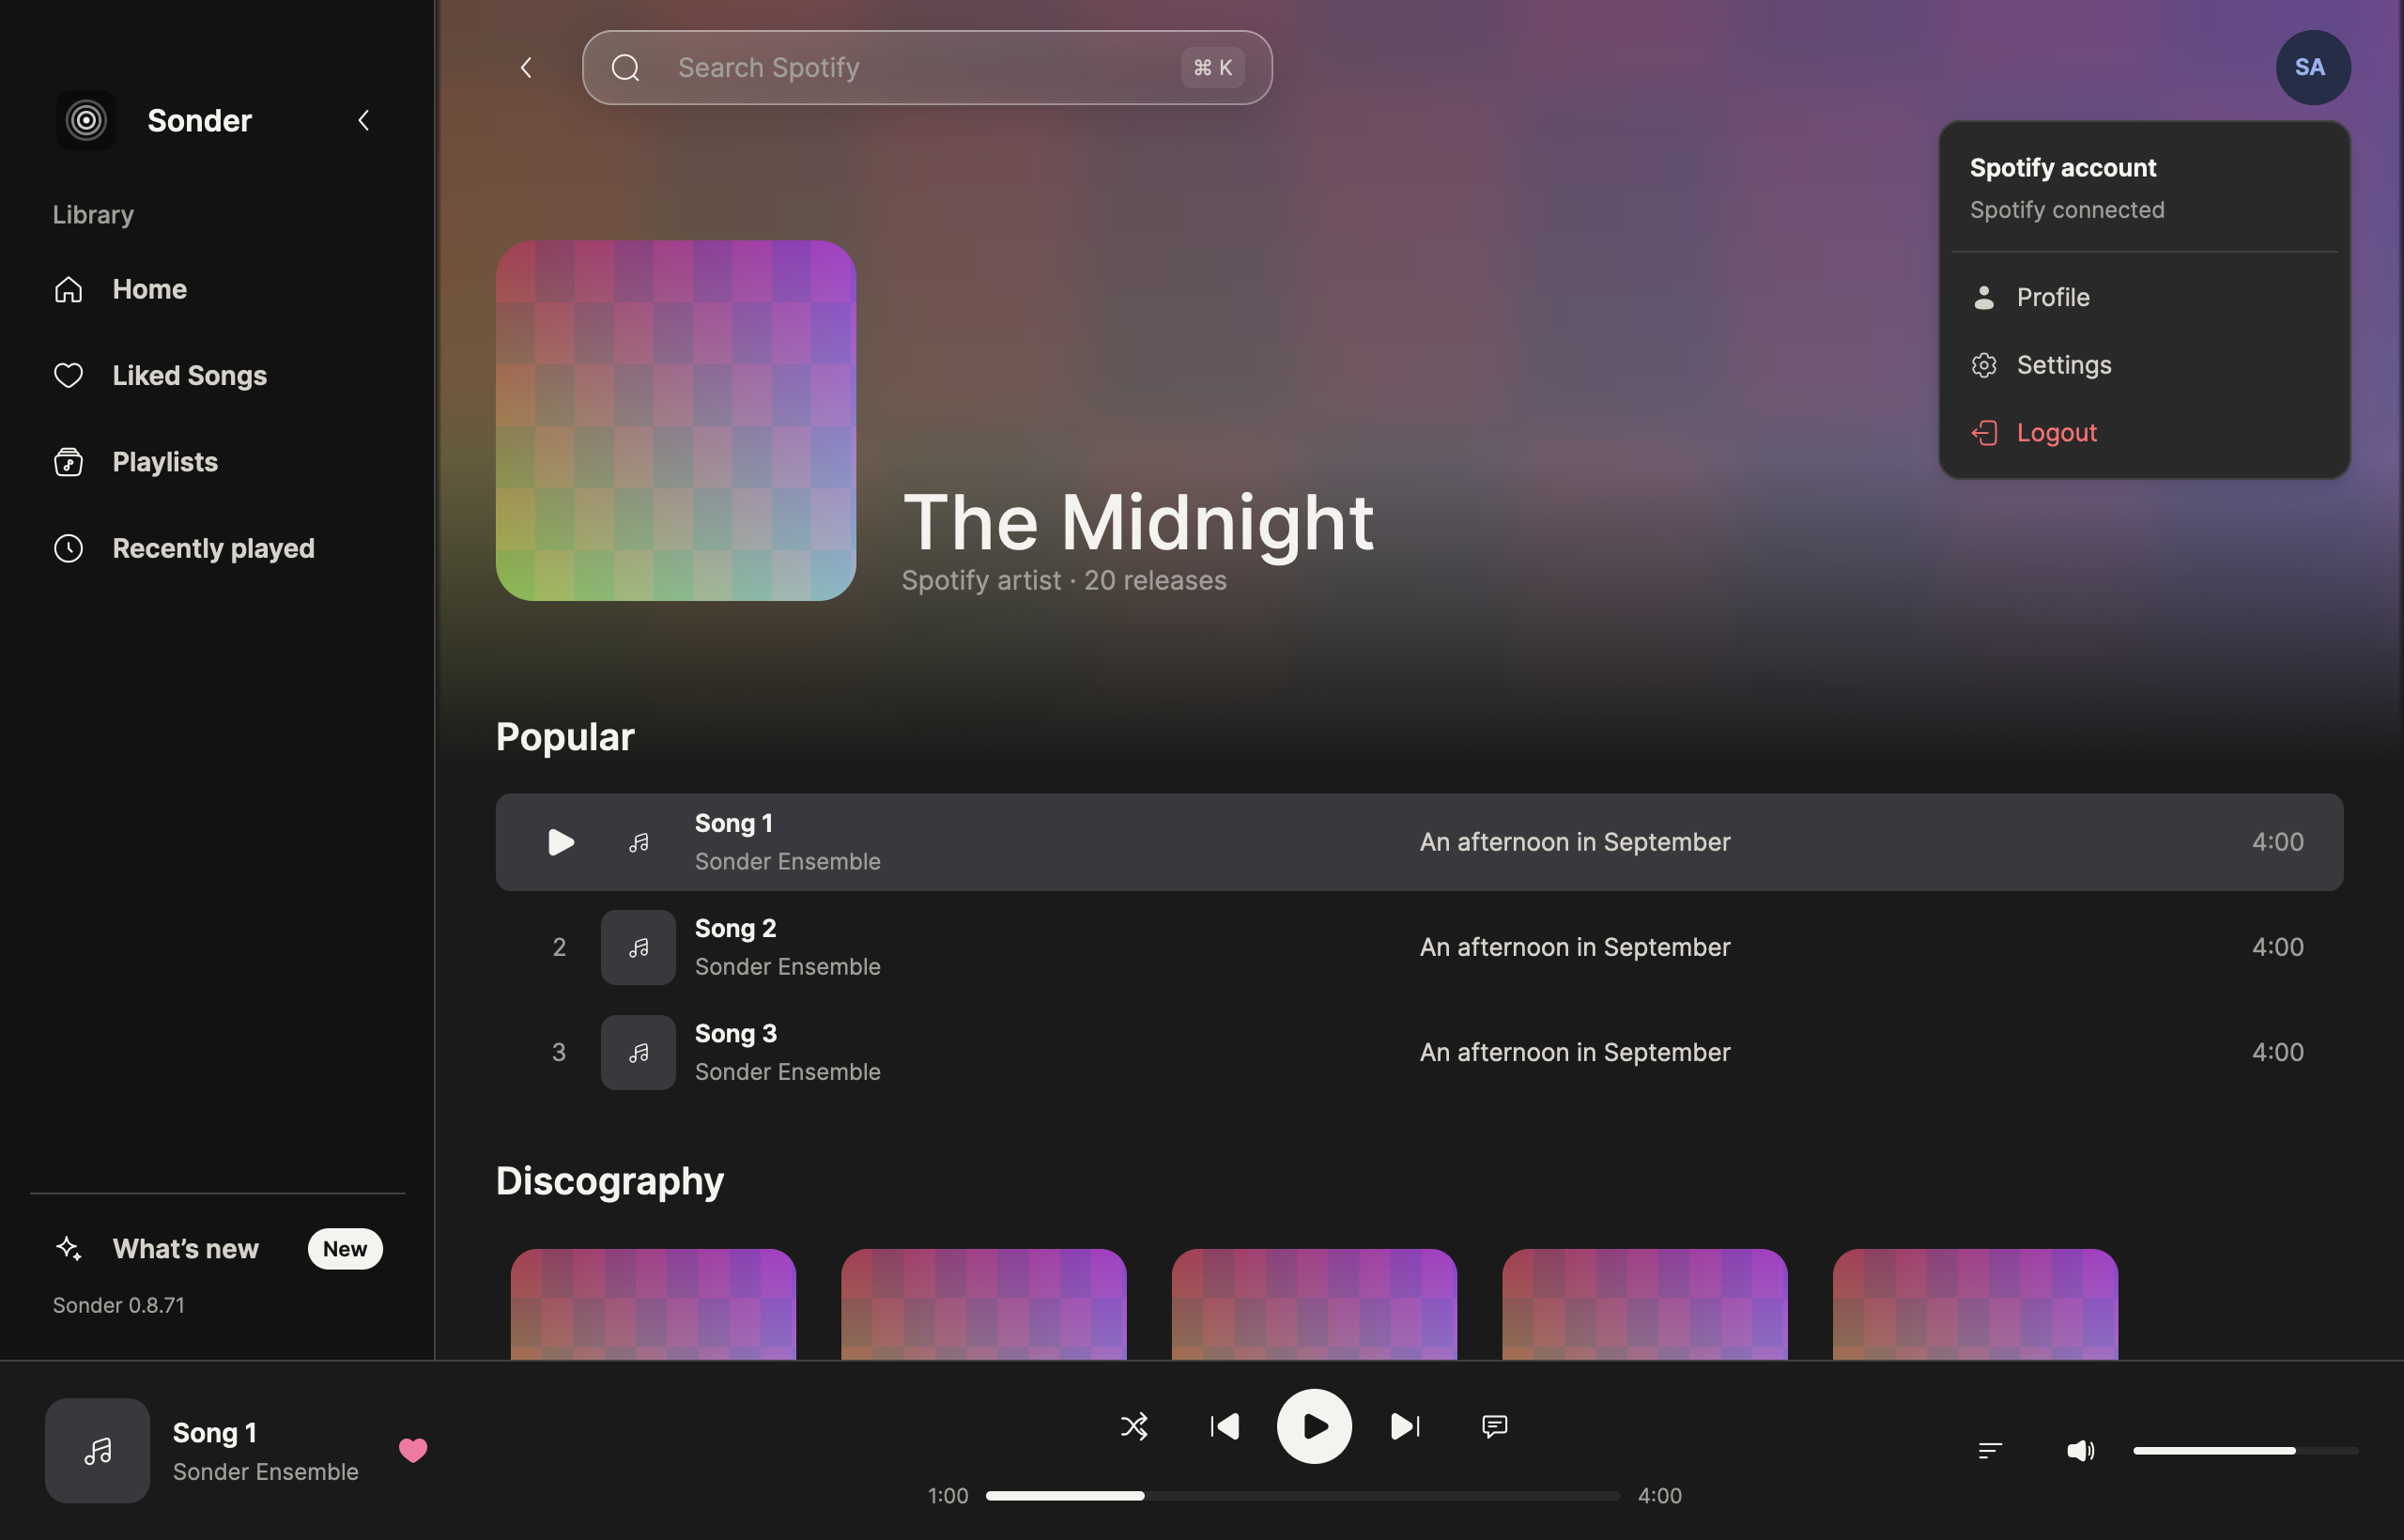 Sonder
Library
Home
Liked Songs
Playlists
Recently played
What’s new
New
Sonder 0.8.71
Search Spotify
⌘ K
SA
Spotify account
Spotify connected
Profile
Settings
Logout
The Midnight
Spotify artist · 20 releases
Popular
Song 1
Sonder Ensemble
An afternoon in September
4:00
2
Song 2
Sonder Ensemble
An afternoon in September
4:00
3
Song 3
Sonder Ensemble
An afternoon in September
4:00
Discography
Song 1
Sonder Ensemble
1:00
4:00